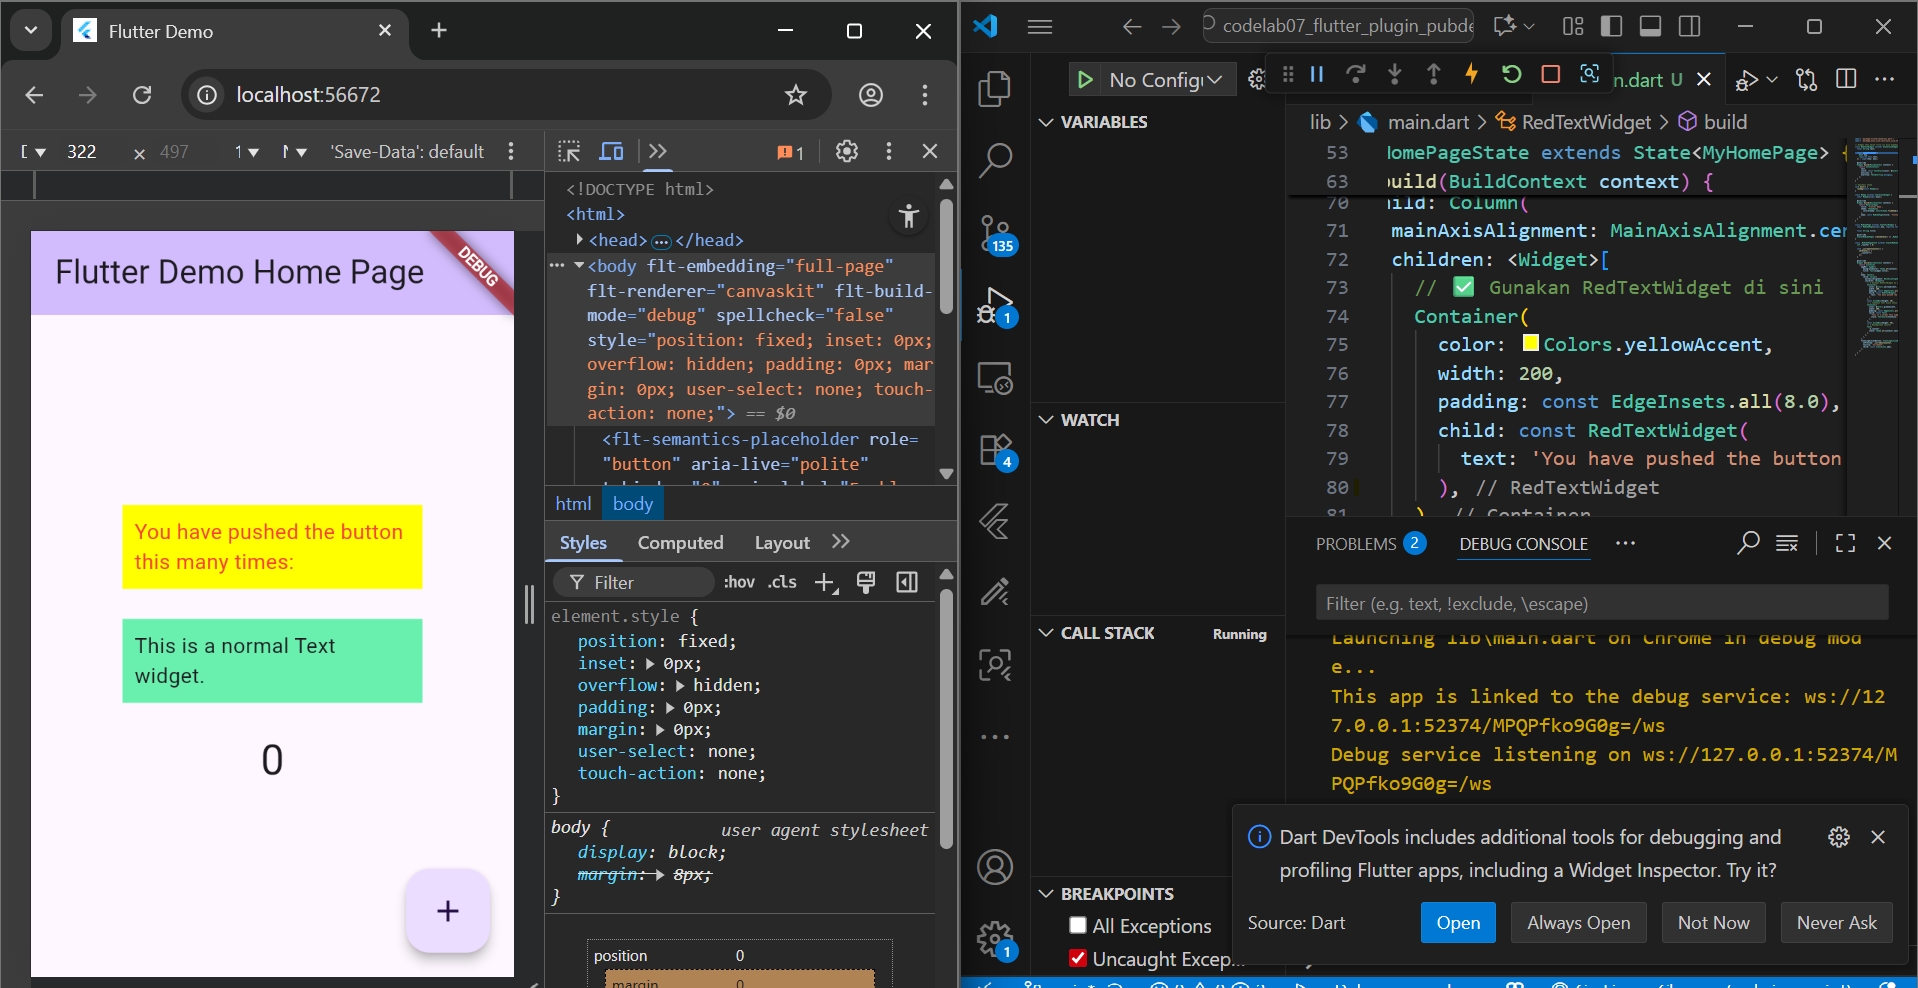 Flutter Demo
localhost:56672
322
× 497
'Save-Data': default
1
Flutter Demo Home Page
DEBUG
You have pushed the button
this many times:
This is a normal Text
widget.
0
+
<!DOCTYPE html>
<html>
<head> ⋯ </head>
<body flt-embedding="full-page"
flt-renderer="canvaskit" flt-build-
mode="debug" spellcheck="false"
style="position: fixed; inset: 0px;
overflow: hidden; padding: 0px; mar
gin: 0px; user-select: none; touch-
action: none;"> == $0
<flt-semantics-placeholder role=
"button" aria-live="polite"
html body
Styles Computed Layout
Filter :hov .cls
element.style {
position: fixed;
inset: 0px;
overflow: hidden;
padding: 0px;
margin: 0px;
user-select: none;
touch-action: none;
}
body { user agent stylesheet
display: block;
margin: 8px;
}
position 0
margin 0
codelab07_flutter_plugin_pubde
No Config
n.dart U
135
1
4
1
VARIABLES
WATCH
CALL STACK Running
BREAKPOINTS
All Exceptions
Uncaught Excep...
lib > main.dart > RedTextWidget > build
53 HomePageState extends State<MyHomePage> {
63 build(BuildContext context) {
70 child: Column(
71 mainAxisAlignment: MainAxisAlignment.cen
72 children: <Widget>[
73 // ✅ Gunakan RedTextWidget di sini
74 Container(
75 color: Colors.yellowAccent,
76 width: 200,
77 padding: const EdgeInsets.all(8.0),
78 child: const RedTextWidget(
79 text: 'You have pushed the button
80 ), // RedTextWidget
81 ), // Container
PROBLEMS 2 DEBUG CONSOLE
Filter (e.g. text, !exclude, \escape)
Launching lib\main.dart on Chrome in debug mod
e...
This app is linked to the debug service: ws://12
7.0.0.1:52374/MPQPfko9G0g=/ws
Debug service listening on ws://127.0.0.1:52374/M
PQPfko9G0g=/ws
Dart DevTools includes additional tools for debugging and
profiling Flutter apps, including a Widget Inspector. Try it?
Source: Dart
Open Always Open Not Now Never Ask